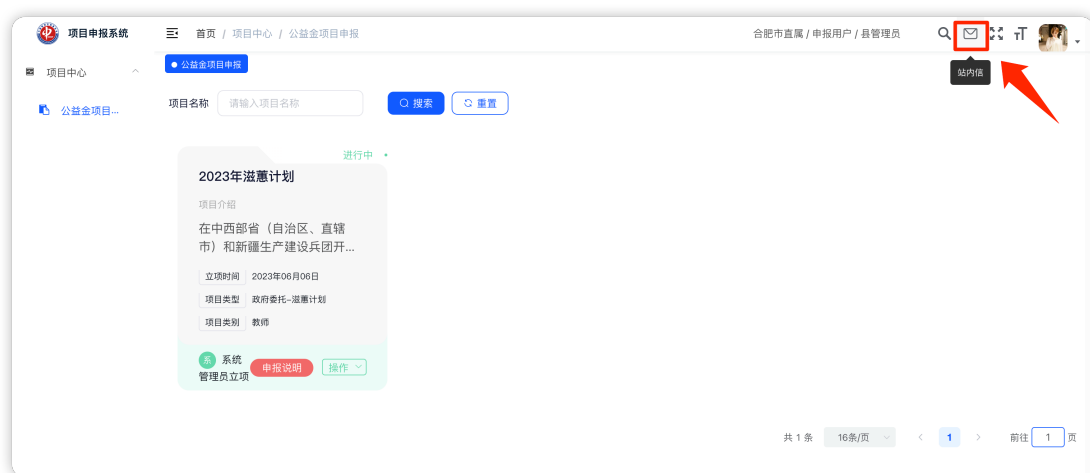 项目申报系统
首页 / 项目中心 / 公益金项目申报
合肥市直属 / 申报用户 / 县管理员
项目中心
公益金项目申报
站内信
公益金项目...
项目名称 请输入项目名称 搜索 重置
进行中
2023年滋蕙计划
项目介绍
在中西部省（自治区、直辖
市）和新疆生产建设兵团开...
立项时间 2023年06月06日
项目类型 政府委托-滋蕙计划
项目类别 教师
系 系统
管理员立项
申报说明 操作
共 1 条 16条/页 1 前往 1 页